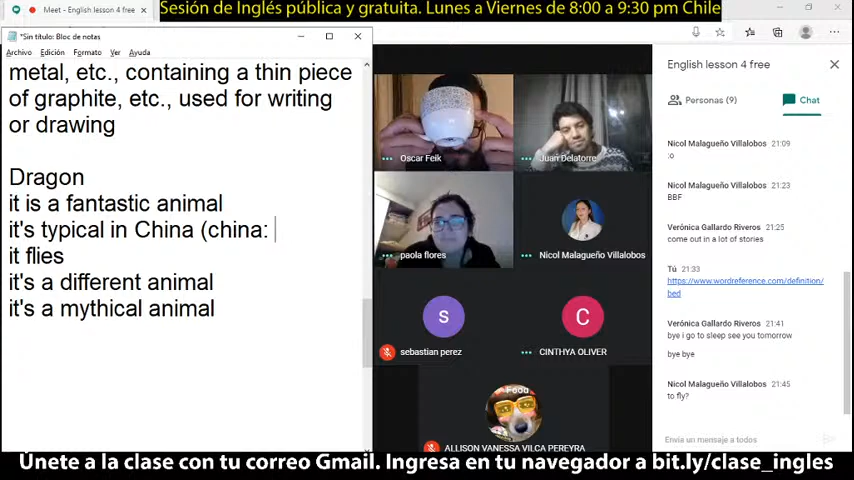 Meet - English lesson 4 free
Sesión de Inglés pública y gratuita. Lunes a Viernes de 8:00 a 9:30 pm Chile
*Sin título: Bloc de notas
Archivo Edición Formato Ver Ayuda
metal, etc., containing a thin piece
of graphite, etc., used for writing
or drawing
Dragon
it is a fantastic animal
it's typical in China (china:
it flies
it's a different animal
it's a mythical animal
Oscar Feik
Juan Delatorre
paola flores
Nicol Malagueño Villalobos
s
sebastian perez
C
CINTHYA OLIVER
Food
ALLISON VANESSA VILCA PEREYRA
English lesson 4 free
Personas (9)
Chat
Nicol Malagueño Villalobos 21:09
:o
Nicol Malagueño Villalobos 21:23
BBF
Verónica Gallardo Riveros 21:25
come out in a lot of stories
Tú 21:33
https://www.wordreference.com/definition/
bed
Verónica Gallardo Riveros 21:41
bye i go to sleep see you tomorrow
bye bye
Nicol Malagueño Villalobos 21:45
to fly?
Envía un mensaje a todos
Únete a la clase con tu correo Gmail. Ingresa en tu navegador a bit.ly/clase_ingles